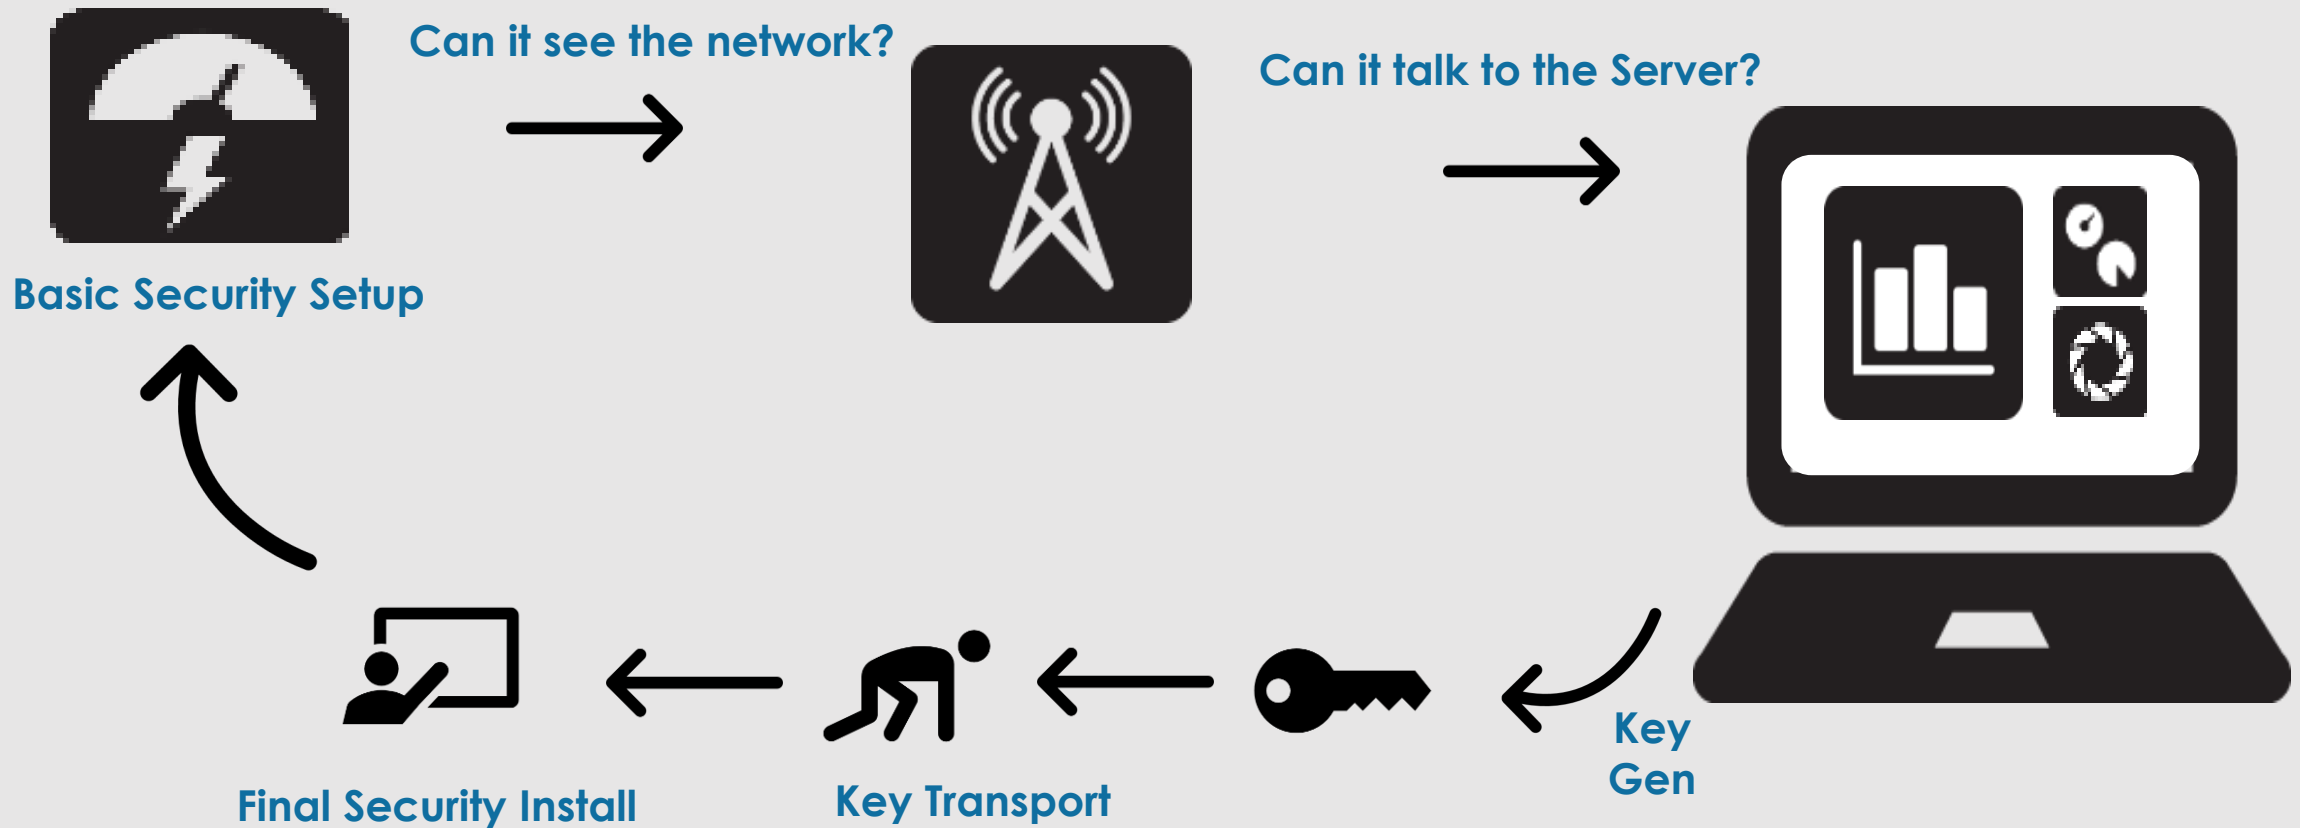 Can it see the network?
Can it talk to the Server?
Basic Security Setup
Key
Gen
Key Transport
Final Security Install